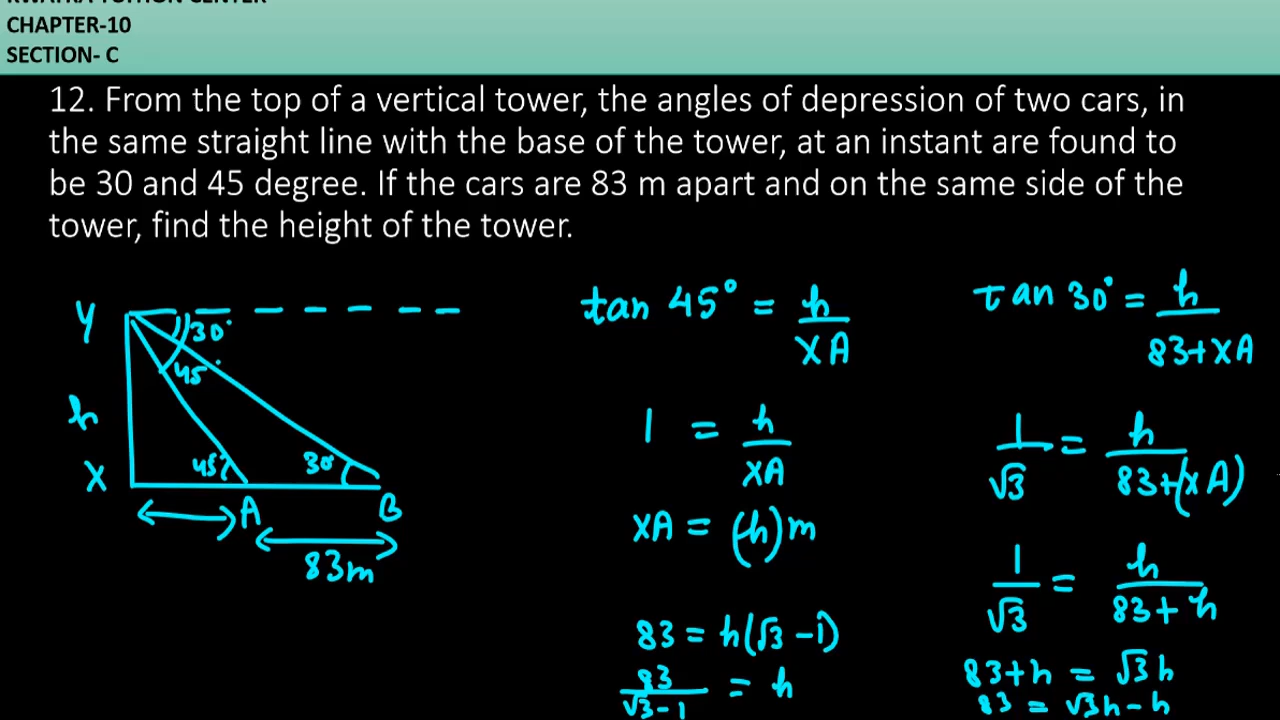 KWATRA TUITION CENTER
CHAPTER-10
SECTION- C
12. From the top of a vertical tower, the angles of depression of two cars, in
the same straight line with the base of the tower, at an instant are found to
be 30 and 45 degree. If the cars are 83 m apart and on the same side of the
tower, find the height of the tower.
Y
30°
45°
h
X
45°
30°
A
B
83m
tan 45° = h/XA
1 = h/XA
XA = (h)m
83 = h(√3 - 1)
83/√3-1 = h
tan 30° = h/83+XA
1/√3 = h/83+(XA)
1/√3 = h/83+h
83+h = √3h
83 = √3h-h